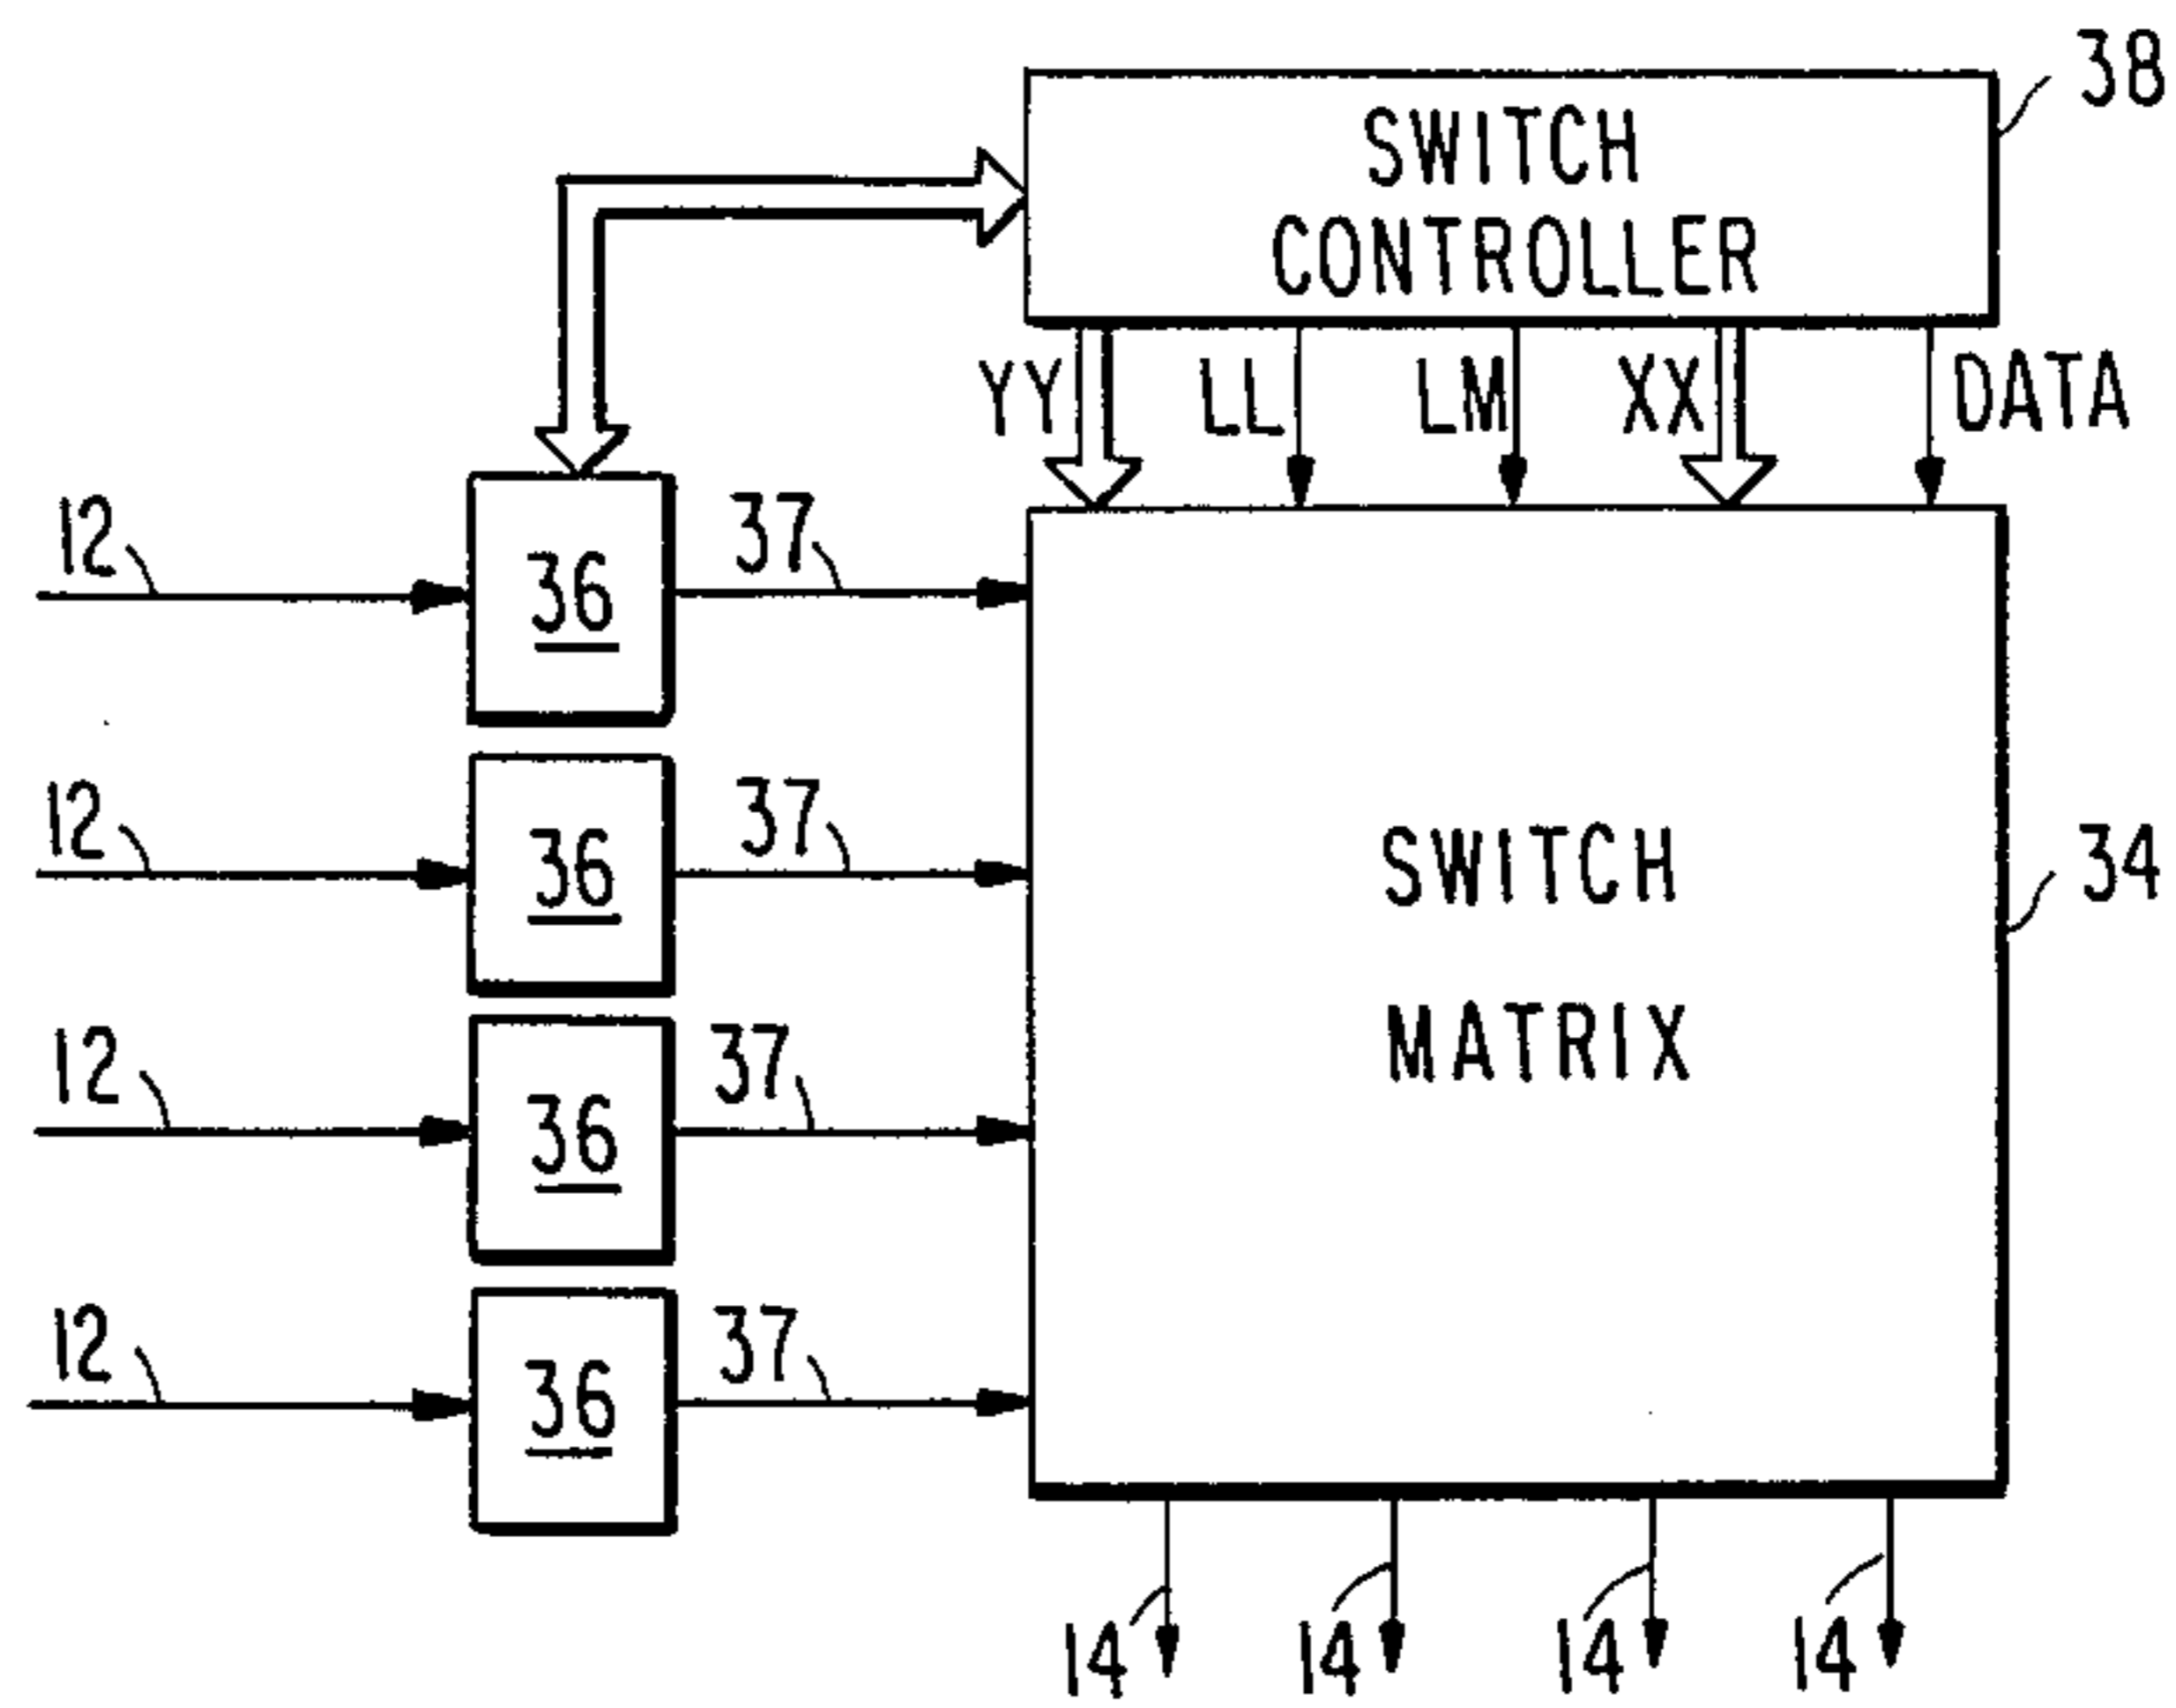 38
SWITCH
CONTROLLER
YY LL LM XX DATA
12 36 37
12 36 37
SWITCH
34
12 36 37
MATRIX
12 36 37
14 14 14 14